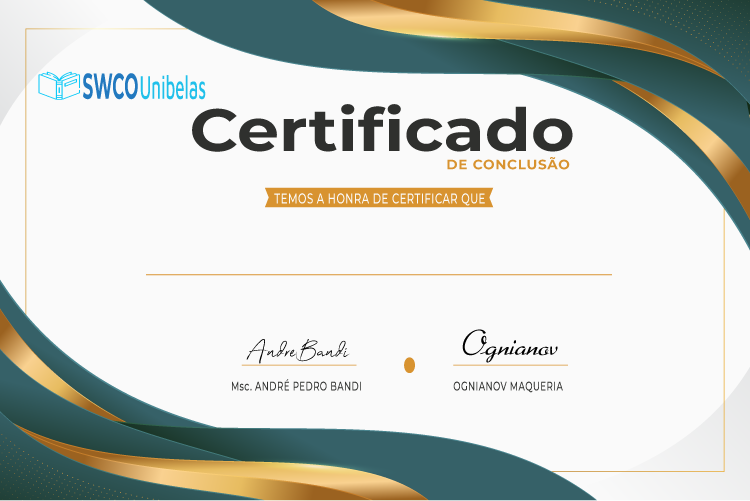 SWCOUnibelas
Certificado
DE CONCLUSÃO
TEMOS A HONRA DE CERTIFICAR QUE
AndreBandi
Ognianov
Msc. ANDRÉ PEDRO BANDI
OGNIANOV MAQUERIA